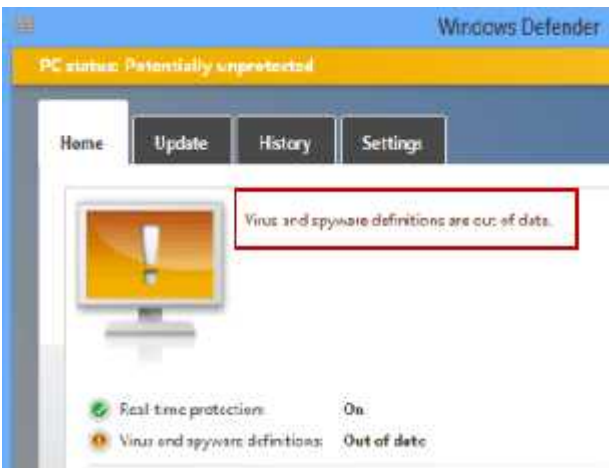 Windows Defender
PC status: Potentially unprotected
Home Update History Settings
Virus and spyware definitions are out of date.
Real time protection: On
Virus and spyware definitions: Out of date